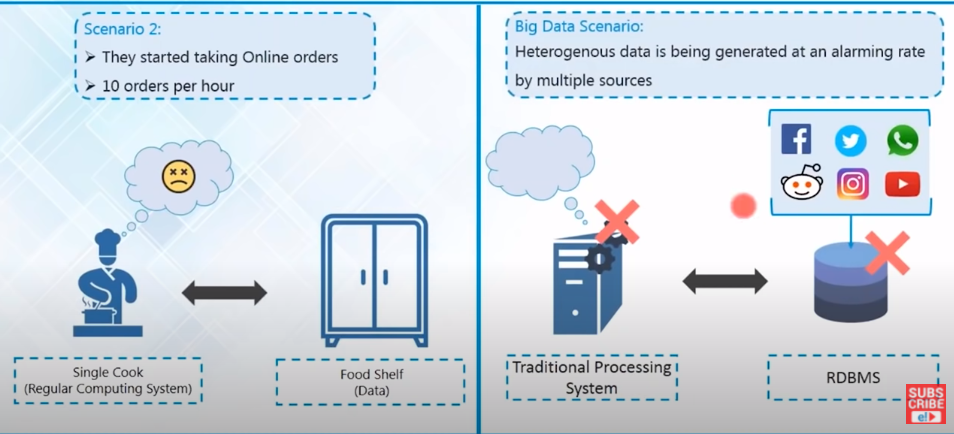 Scenario 2:
➤ They started taking Online orders
➤ 10 orders per hour
Single Cook
(Regular Computing System)
Food Shelf
(Data)
Big Data Scenario:
Heterogenous data is being generated at an alarming rate
by multiple sources
Traditional Processing
System
RDBMS
SUBS
CRIBE
e!